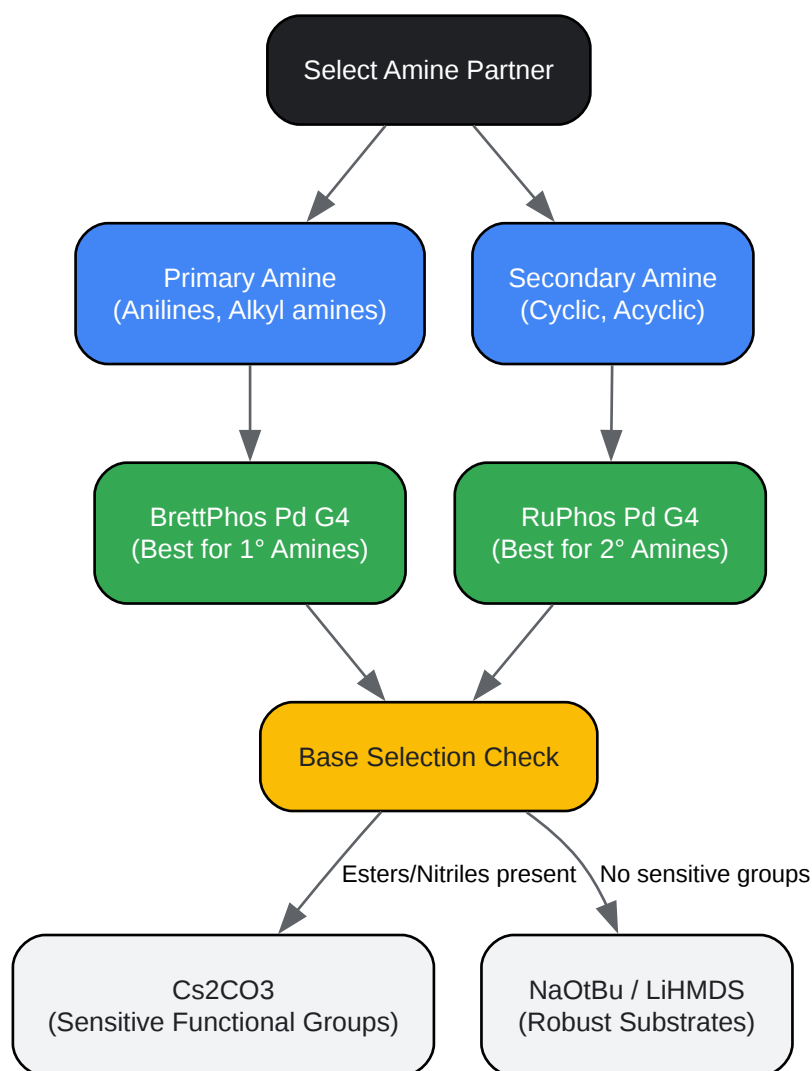 Select Amine Partner
Primary Amine
(Anilines, Alkyl amines)
Secondary Amine
(Cyclic, Acyclic)
BrettPhos Pd G4
(Best for 1° Amines)
RuPhos Pd G4
(Best for 2° Amines)
Base Selection Check
Esters/Nitriles present
No sensitive groups
Cs2CO3
(Sensitive Functional Groups)
NaOtBu / LiHMDS
(Robust Substrates)